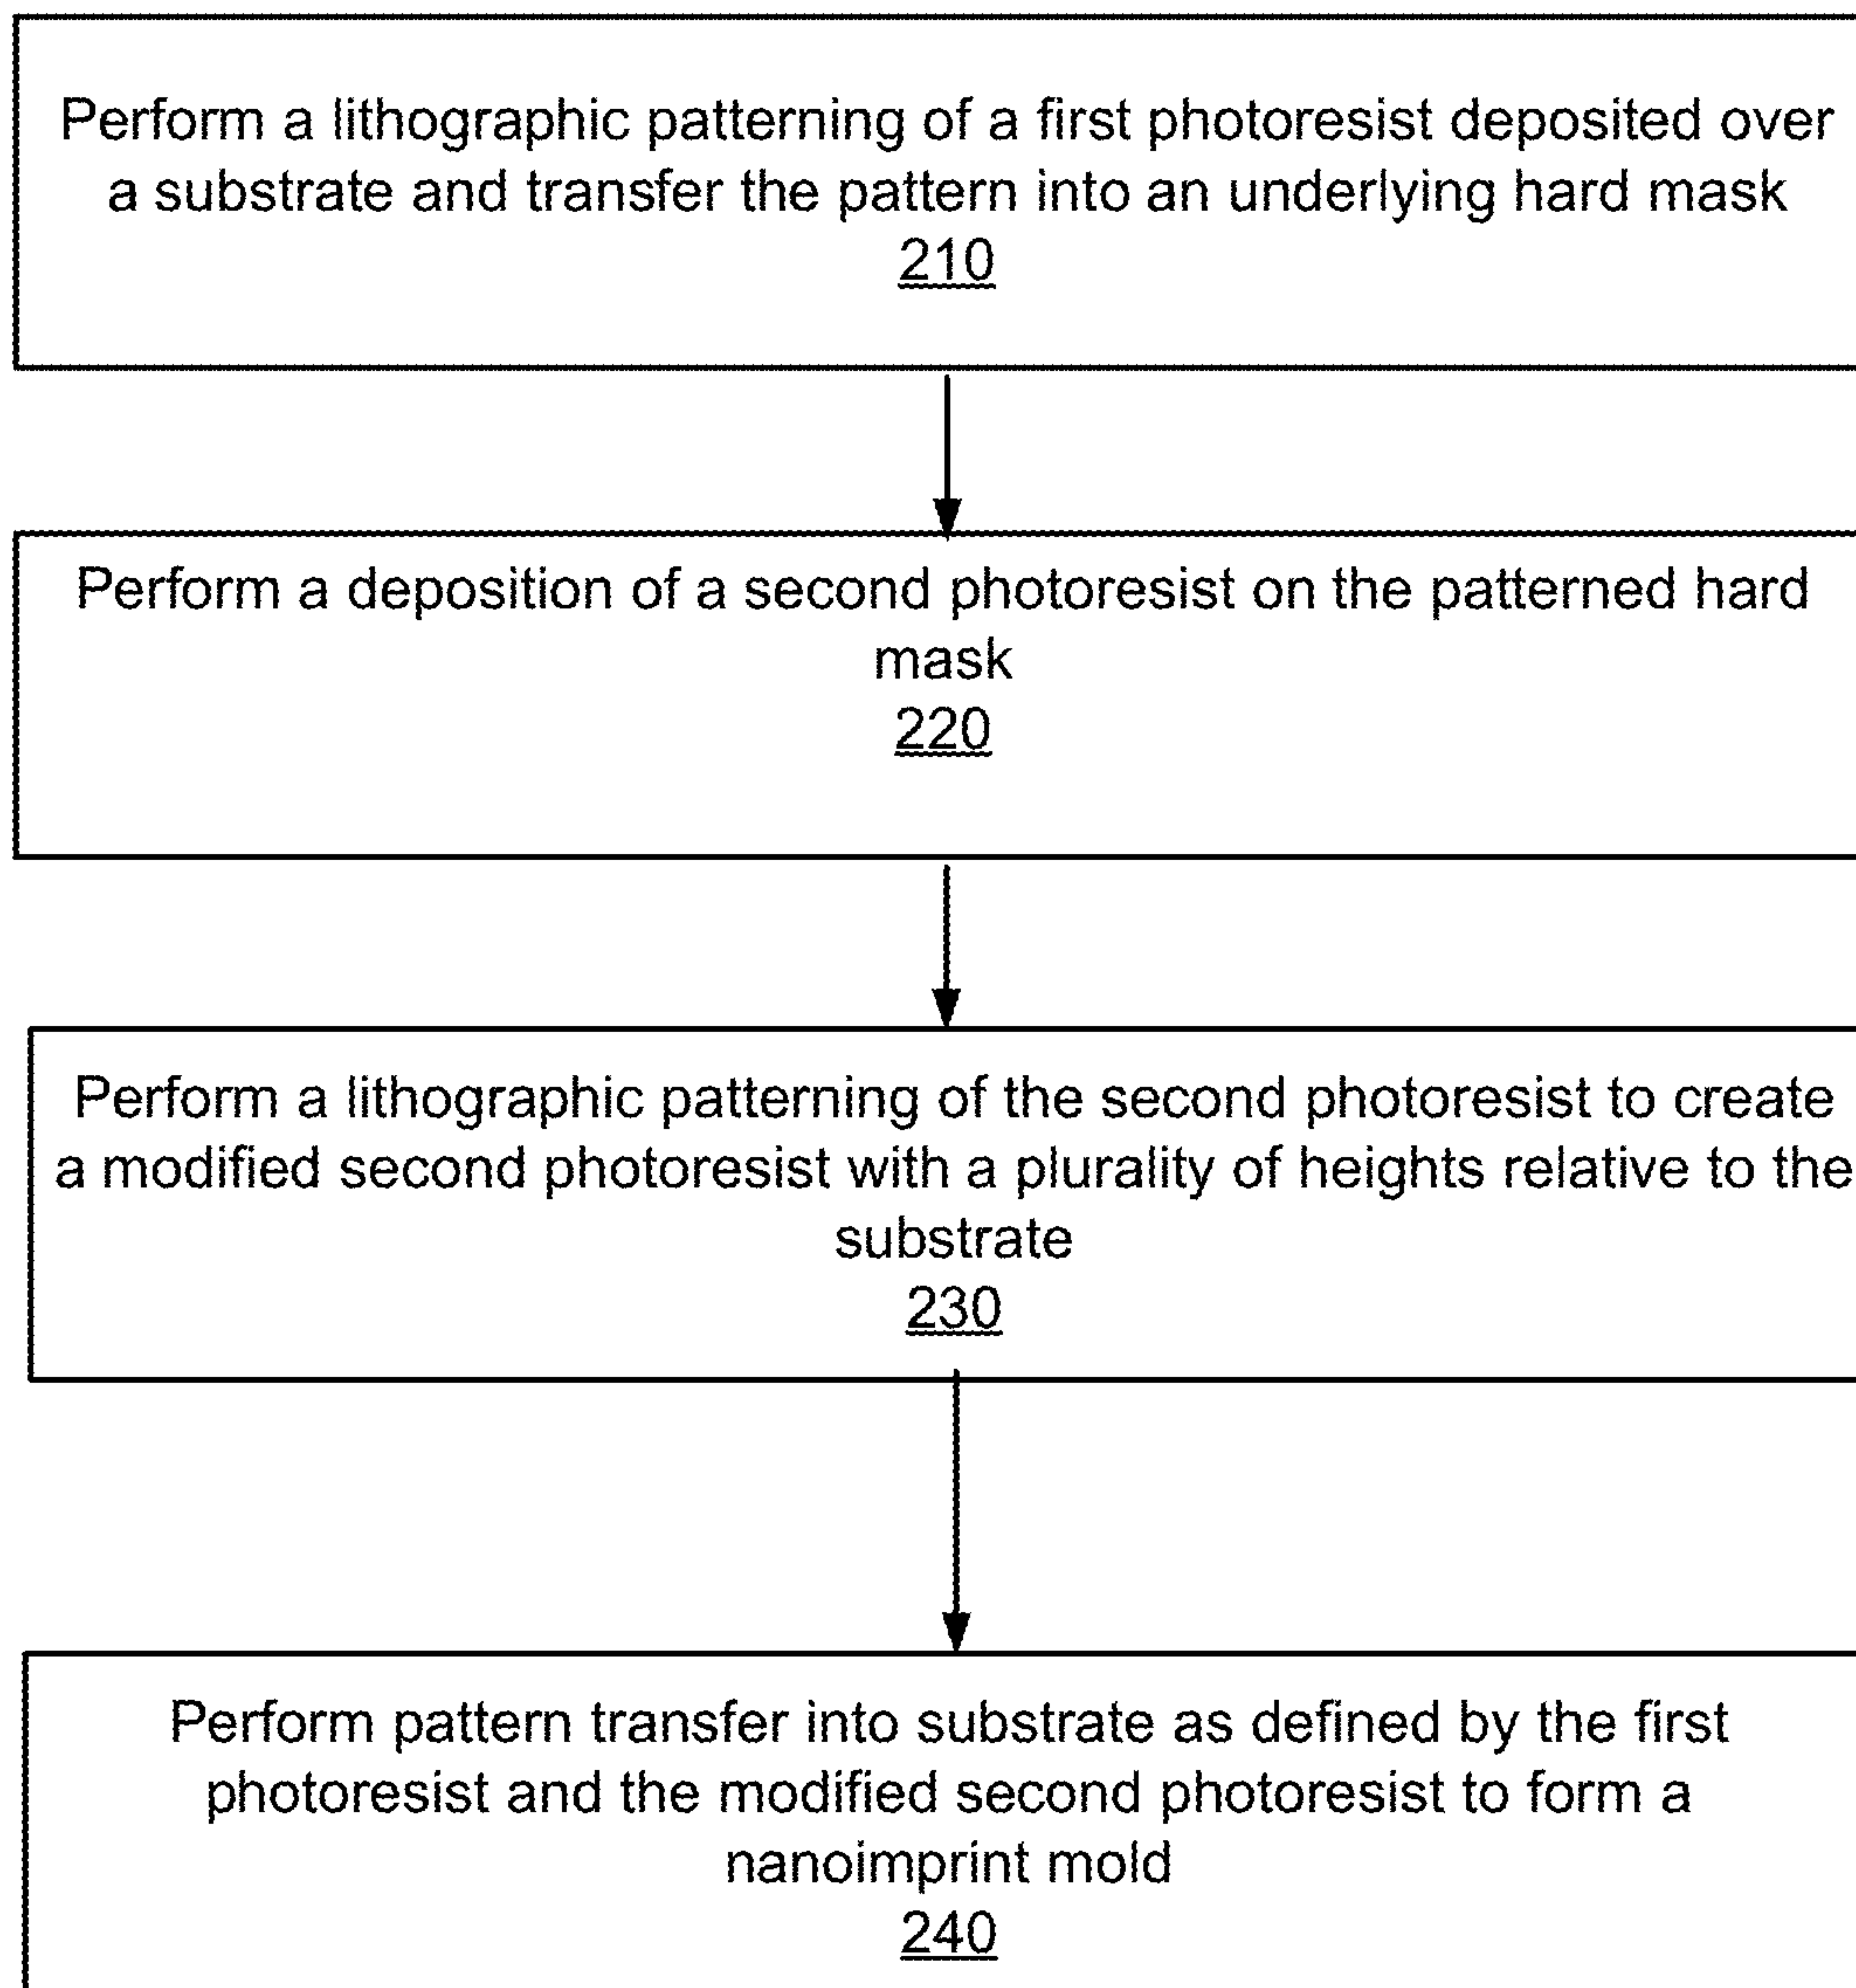 Perform a lithographic patterning of a first photoresist deposited over
a substrate and transfer the pattern into an underlying hard mask
210
Perform a deposition of a second photoresist on the patterned hard
mask
220
Perform a lithographic patterning of the second photoresist to create
a modified second photoresist with a plurality of heights relative to the
substrate
230
Perform pattern transfer into substrate as defined by the first
photoresist and the modified second photoresist to form a
nanoimprint mold
240